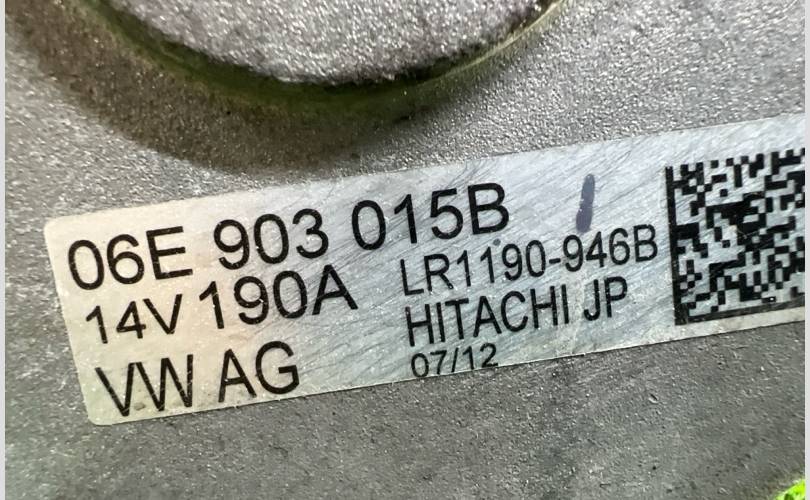 06E 903 015B
14V 190A LR1190-946B
HITACHI JP
VW AG 07/12